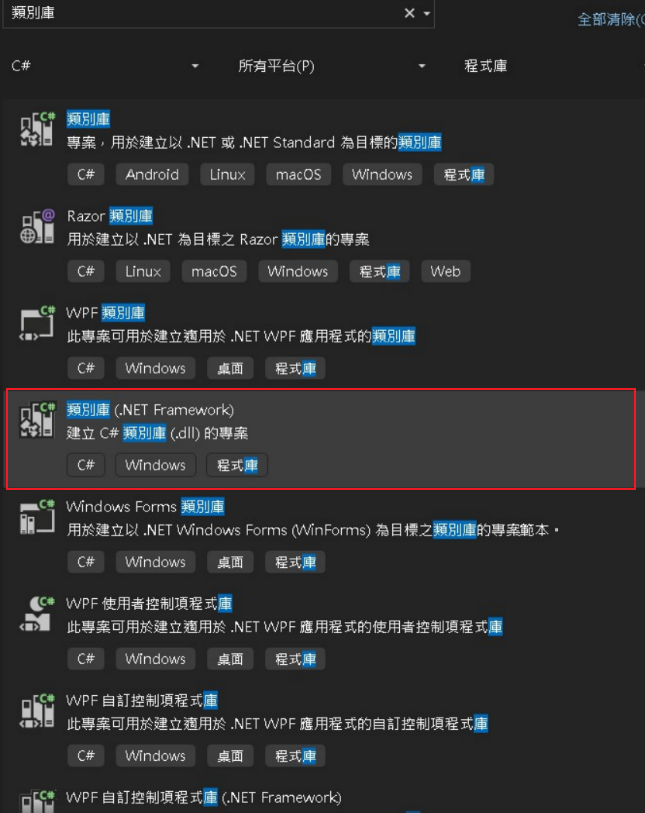 類別庫
全部清除(C
C# 所有平台(P) 程式庫
類別庫
專案，用於建立以 .NET 或 .NET Standard 為目標的類別庫
C# Android Linux macOS Windows 程式庫
Razor 類別庫
用於建立以 .NET 為目標之 Razor 類別庫的專案
C# Linux macOS Windows 程式庫 Web
WPF 類別庫
此專案可用於建立適用於 .NET WPF 應用程式的類別庫
C# Windows 桌面 程式庫
類別庫 (.NET Framework)
建立 C# 類別庫 (.dll) 的專案
C# Windows 程式庫
Windows Forms 類別庫
用於建立以 .NET Windows Forms (WinForms) 為目標之類別庫的專案範本。
C# Windows 桌面 程式庫
WPF 使用者控制項程式庫
此專案可用於建立適用於 .NET WPF 應用程式的使用者控制項程式庫
C# Windows 桌面 程式庫
WPF 自訂控制項程式庫
此專案可用於建立適用於 .NET WPF 應用程式的自訂控制項程式庫
C# Windows 桌面 程式庫
WPF 自訂控制項程式庫 (.NET Framework)